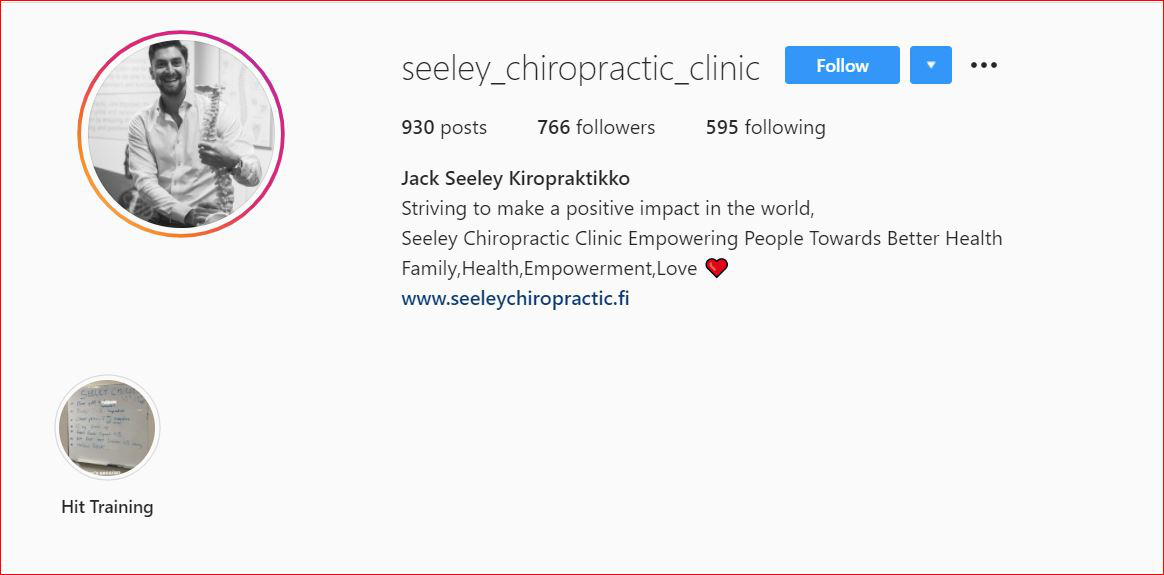 seeley_chiropractic_clinic Follow
930 posts 766 followers 595 following
Jack Seeley Kiropraktikko
Striving to make a positive impact in the world,
Seeley Chiropractic Clinic Empowering People Towards Better Health
Family,Health,Empowerment,Love ❤️
www.seeleychiropractic.fi
Hit Training